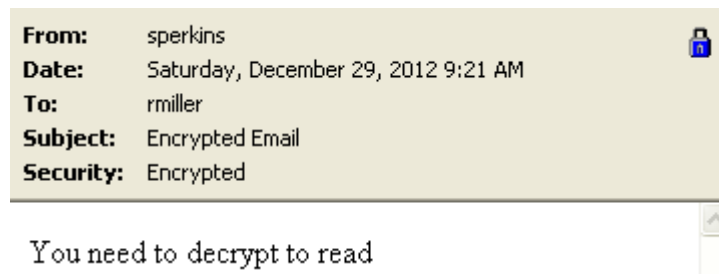 From: sperkins
Date: Saturday, December 29, 2012 9:21 AM
To: rmiller
Subject: Encrypted Email
Security: Encrypted
You need to decrypt to read